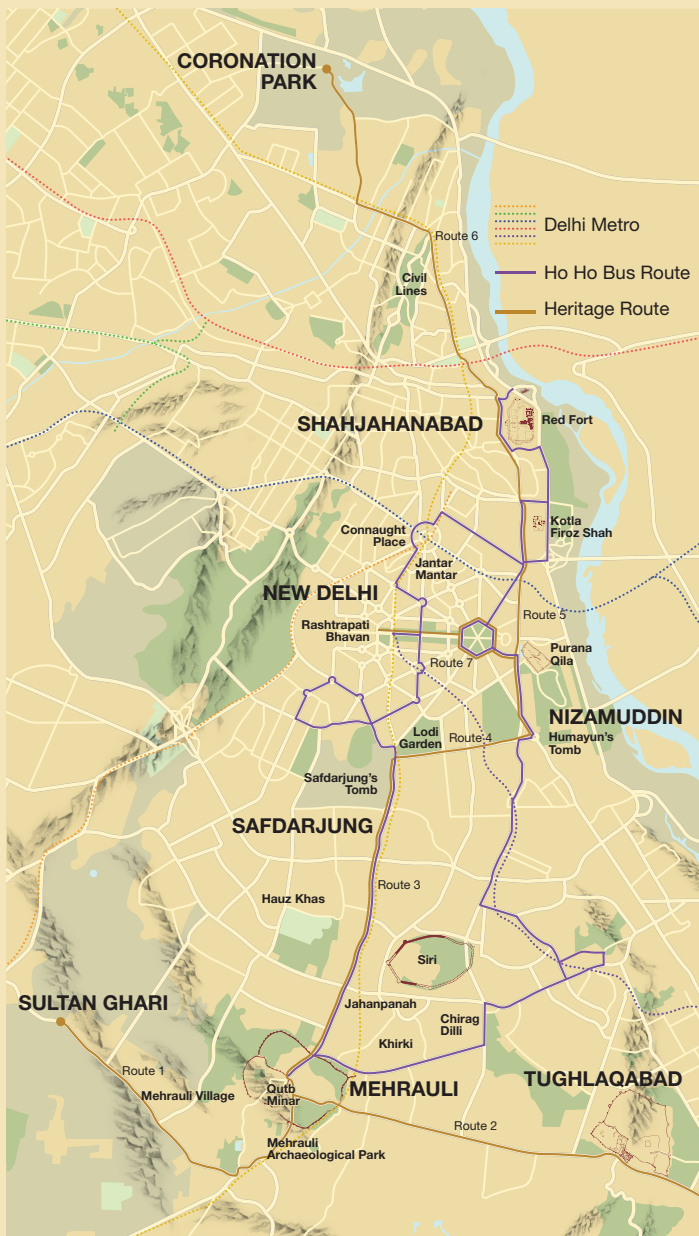 CORONATION
PARK
Route 6
Delhi Metro
Civil
Lines
Ho Ho Bus Route
Heritage Route
SHAHJAHANABAD
Red Fort
Connaught
Place
Kotla
Firoz Shah
Jantar
Mantar
NEW DELHI
Route 5
Rashtrapati
Bhavan
Purana
Qila
Route 7
NIZAMUDDIN
Lodi
Garden
Route 4
Humayun's
Tomb
Safdarjung's
Tomb
SAFDARJUNG
Route 3
Hauz Khas
Siri
SULTAN GHARI
Jahanpanah
Chirag
Dilli
Khirki
Route 1
Mehrauli Village
Qutb
Minar
MEHRAULI
TUGHLAQABAD
Route 2
Mehrauli
Archaeological Park